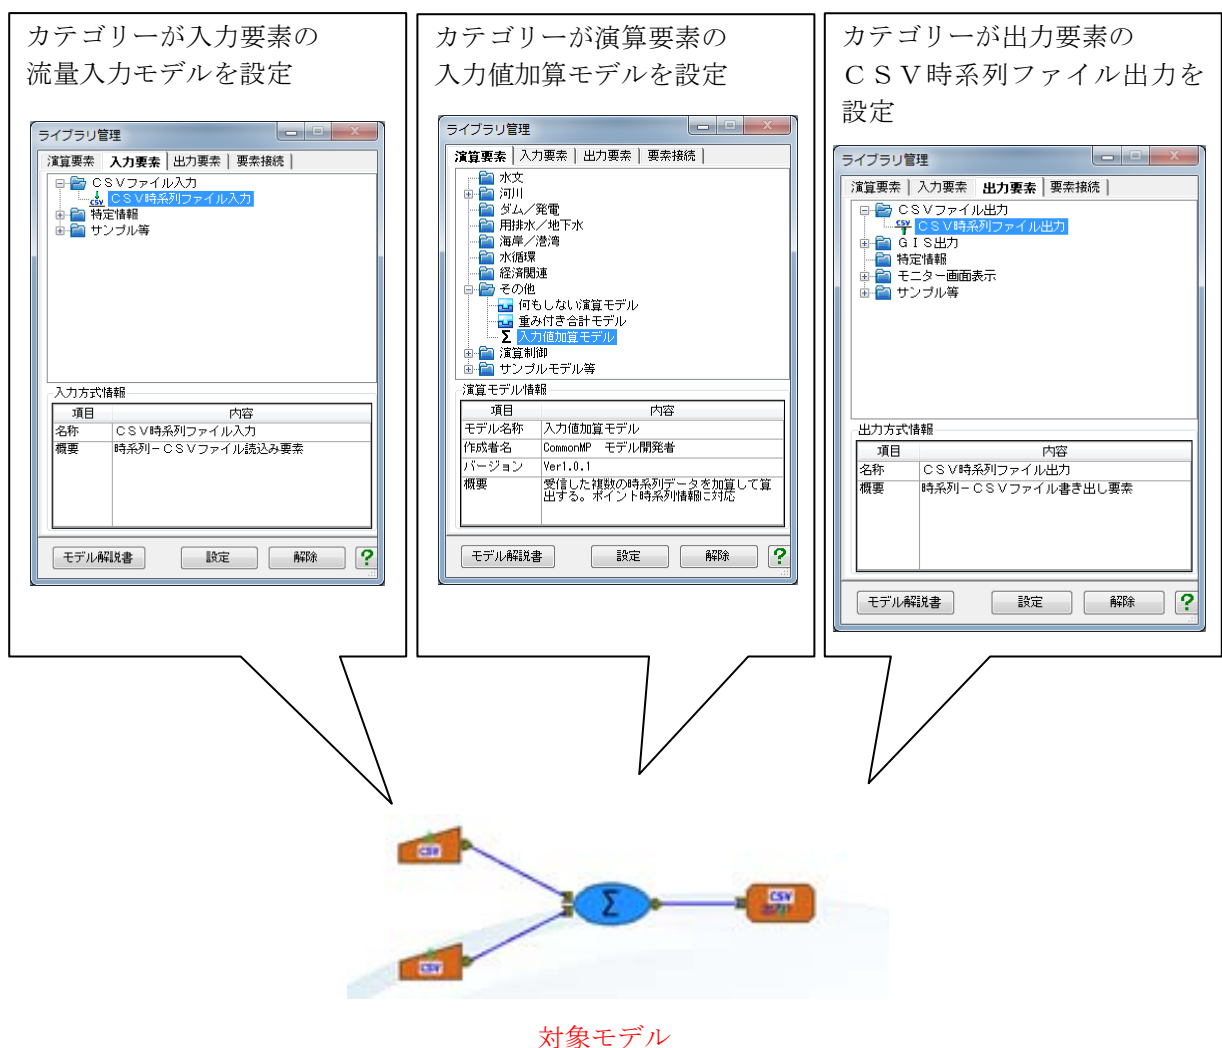 カテゴリーが入力要素の
流量入力モデルを設定
ライブラリ管理
演算要素 入力要素 出力要素 要素接続
ＣＳＶファイル入力
CSV ＣＳＶ時系列ファイル入力
特定情報
サンプル等
入力方式情報
項目 内容
名称 ＣＳＶ時系列ファイル入力
概要 時系列－ＣＳＶファイル読込み要素
モデル解説書 設定 解除 ?
カテゴリーが演算要素の
入力値加算モデルを設定
ライブラリ管理
演算要素 入力要素 出力要素 要素接続
水文
河川
ダム／発電
用排水／地下水
海岸／港湾
水循環
経済関連
その他
何もしない演算モデル
重み付き合計モデル
Σ 入力値加算モデル
演算制御
サンプルモデル等
演算モデル情報
項目 内容
モデル名称 入力値加算モデル
作成者名 CommonMP モデル開発者
バージョン Ver1.0.1
概要 受信した複数の時系列データを加算して算
出する。ポイント時系列情報に対応
モデル解説書 設定 解除 ?
カテゴリーが出力要素の
ＣＳＶ時系列ファイル出力を
設定
ライブラリ管理
演算要素 入力要素 出力要素 要素接続
ＣＳＶファイル出力
CSV ＣＳＶ時系列ファイル出力
ＧＩＳ出力
特定情報
モニター画面表示
サンプル等
出力方式情報
項目 内容
名称 ＣＳＶ時系列ファイル出力
概要 時系列－ＣＳＶファイル書き出し要素
モデル解説書 設定 解除 ?
CSV
Σ
CSV
出力
CSV
対象モデル